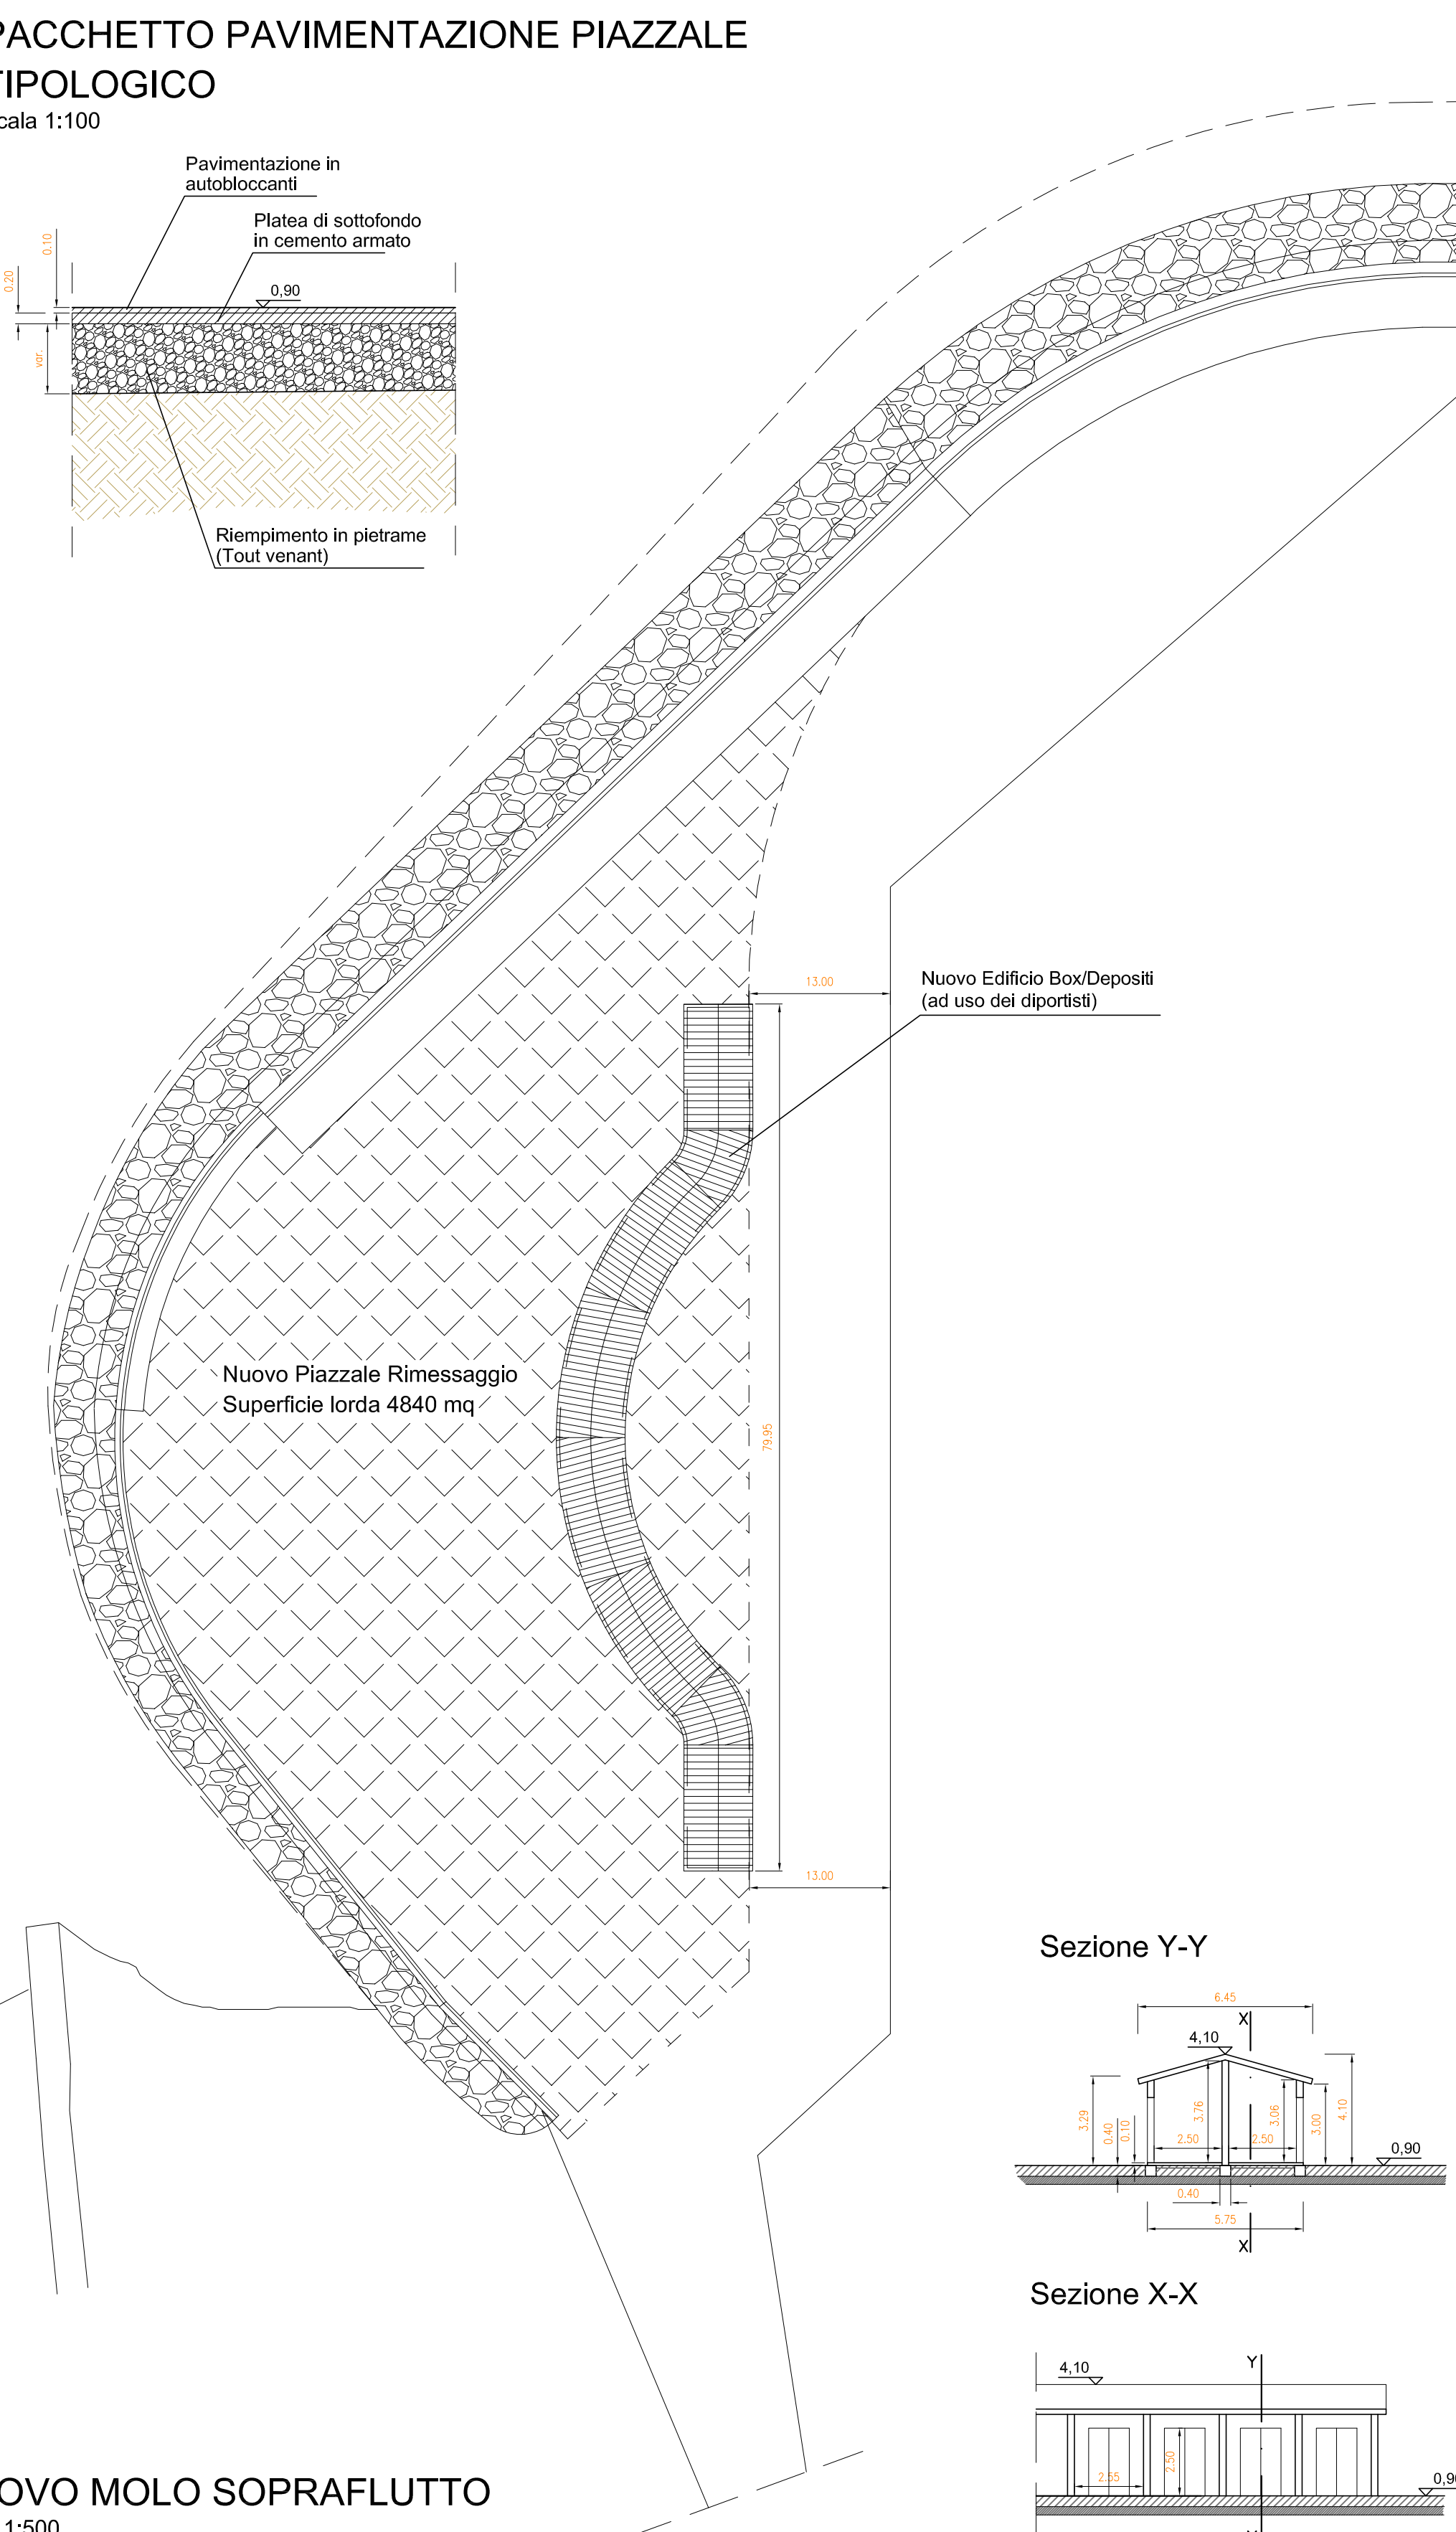 PACCHETTO PAVIMENTAZIONE PIAZZALE
TIPOLOGICO
cala 1:100
Pavimentazione in
autobloccanti
Platea di sottofondo
in cemento armato
0.10
0.20
0,90
var.
Riempimento in pietrame
(Tout venant)
13.00
Nuovo Edificio Box/Depositi
(ad uso dei diportisti)
Nuovo Piazzale Rimessaggio
Superficie lorda 4840 mq
79.95
13.00
Sezione Y-Y
6.45
X
4,10
3.29
0.40
0.10
3.76
3.06
3.00
4.10
2.50
2.50
0,90
0.40
5.75
X
Sezione X-X
4,10
Y
2.50
2.55
0,90
OVO MOLO SOPRAFLUTTO
1:500